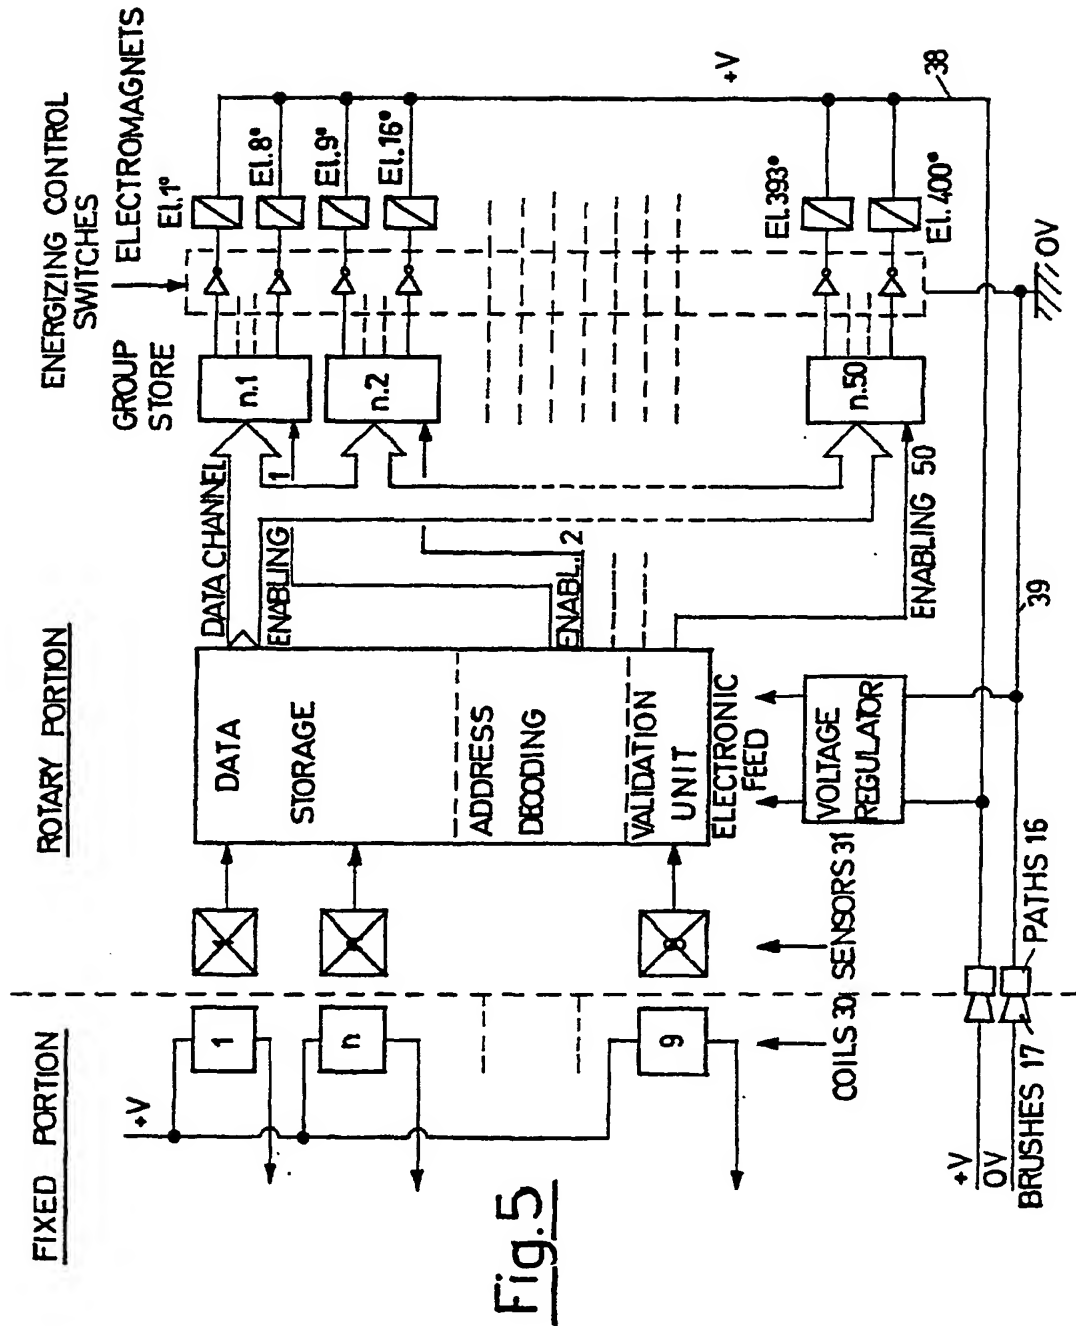 FIXED PORTION
ROTARY PORTION
ENERGIZING CONTROL
SWITCHES
ELECTROMAGNETS
GROUP
STORE
+V
1
n
9
COILS 30
SENSORS 31
DATA
STORAGE
ADDRESS
DECODING
VALIDATION
UNIT
ELECTRONIC
FEED
VOLTAGE
REGULATOR
DATA CHANNEL
ENABLING 1
ENABL. 2
ENABLING 50
n.1
n.2
n.50
El.1°
El.8°
El.9°
El.16°
El.393°
El.400°
+V
38
0V
39
+V
0V
BRUSHES 17
PATHS 16
Fig.5